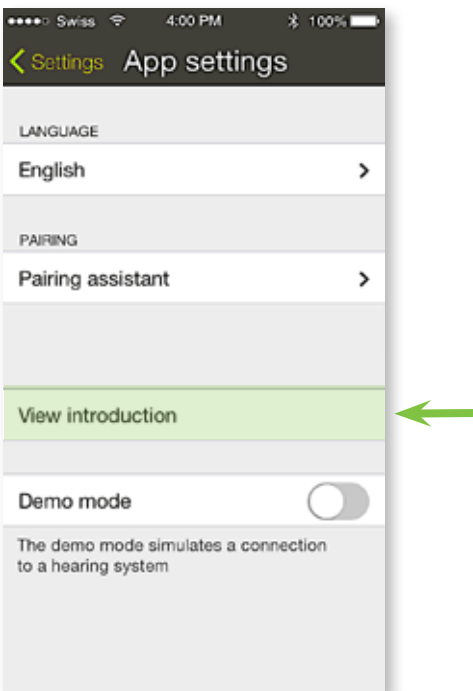 Swiss 4:00 PM 100%
Settings App settings
LANGUAGE
English
PAIRING
Pairing assistant
View introduction
Demo mode
The demo mode simulates a connection
to a hearing system